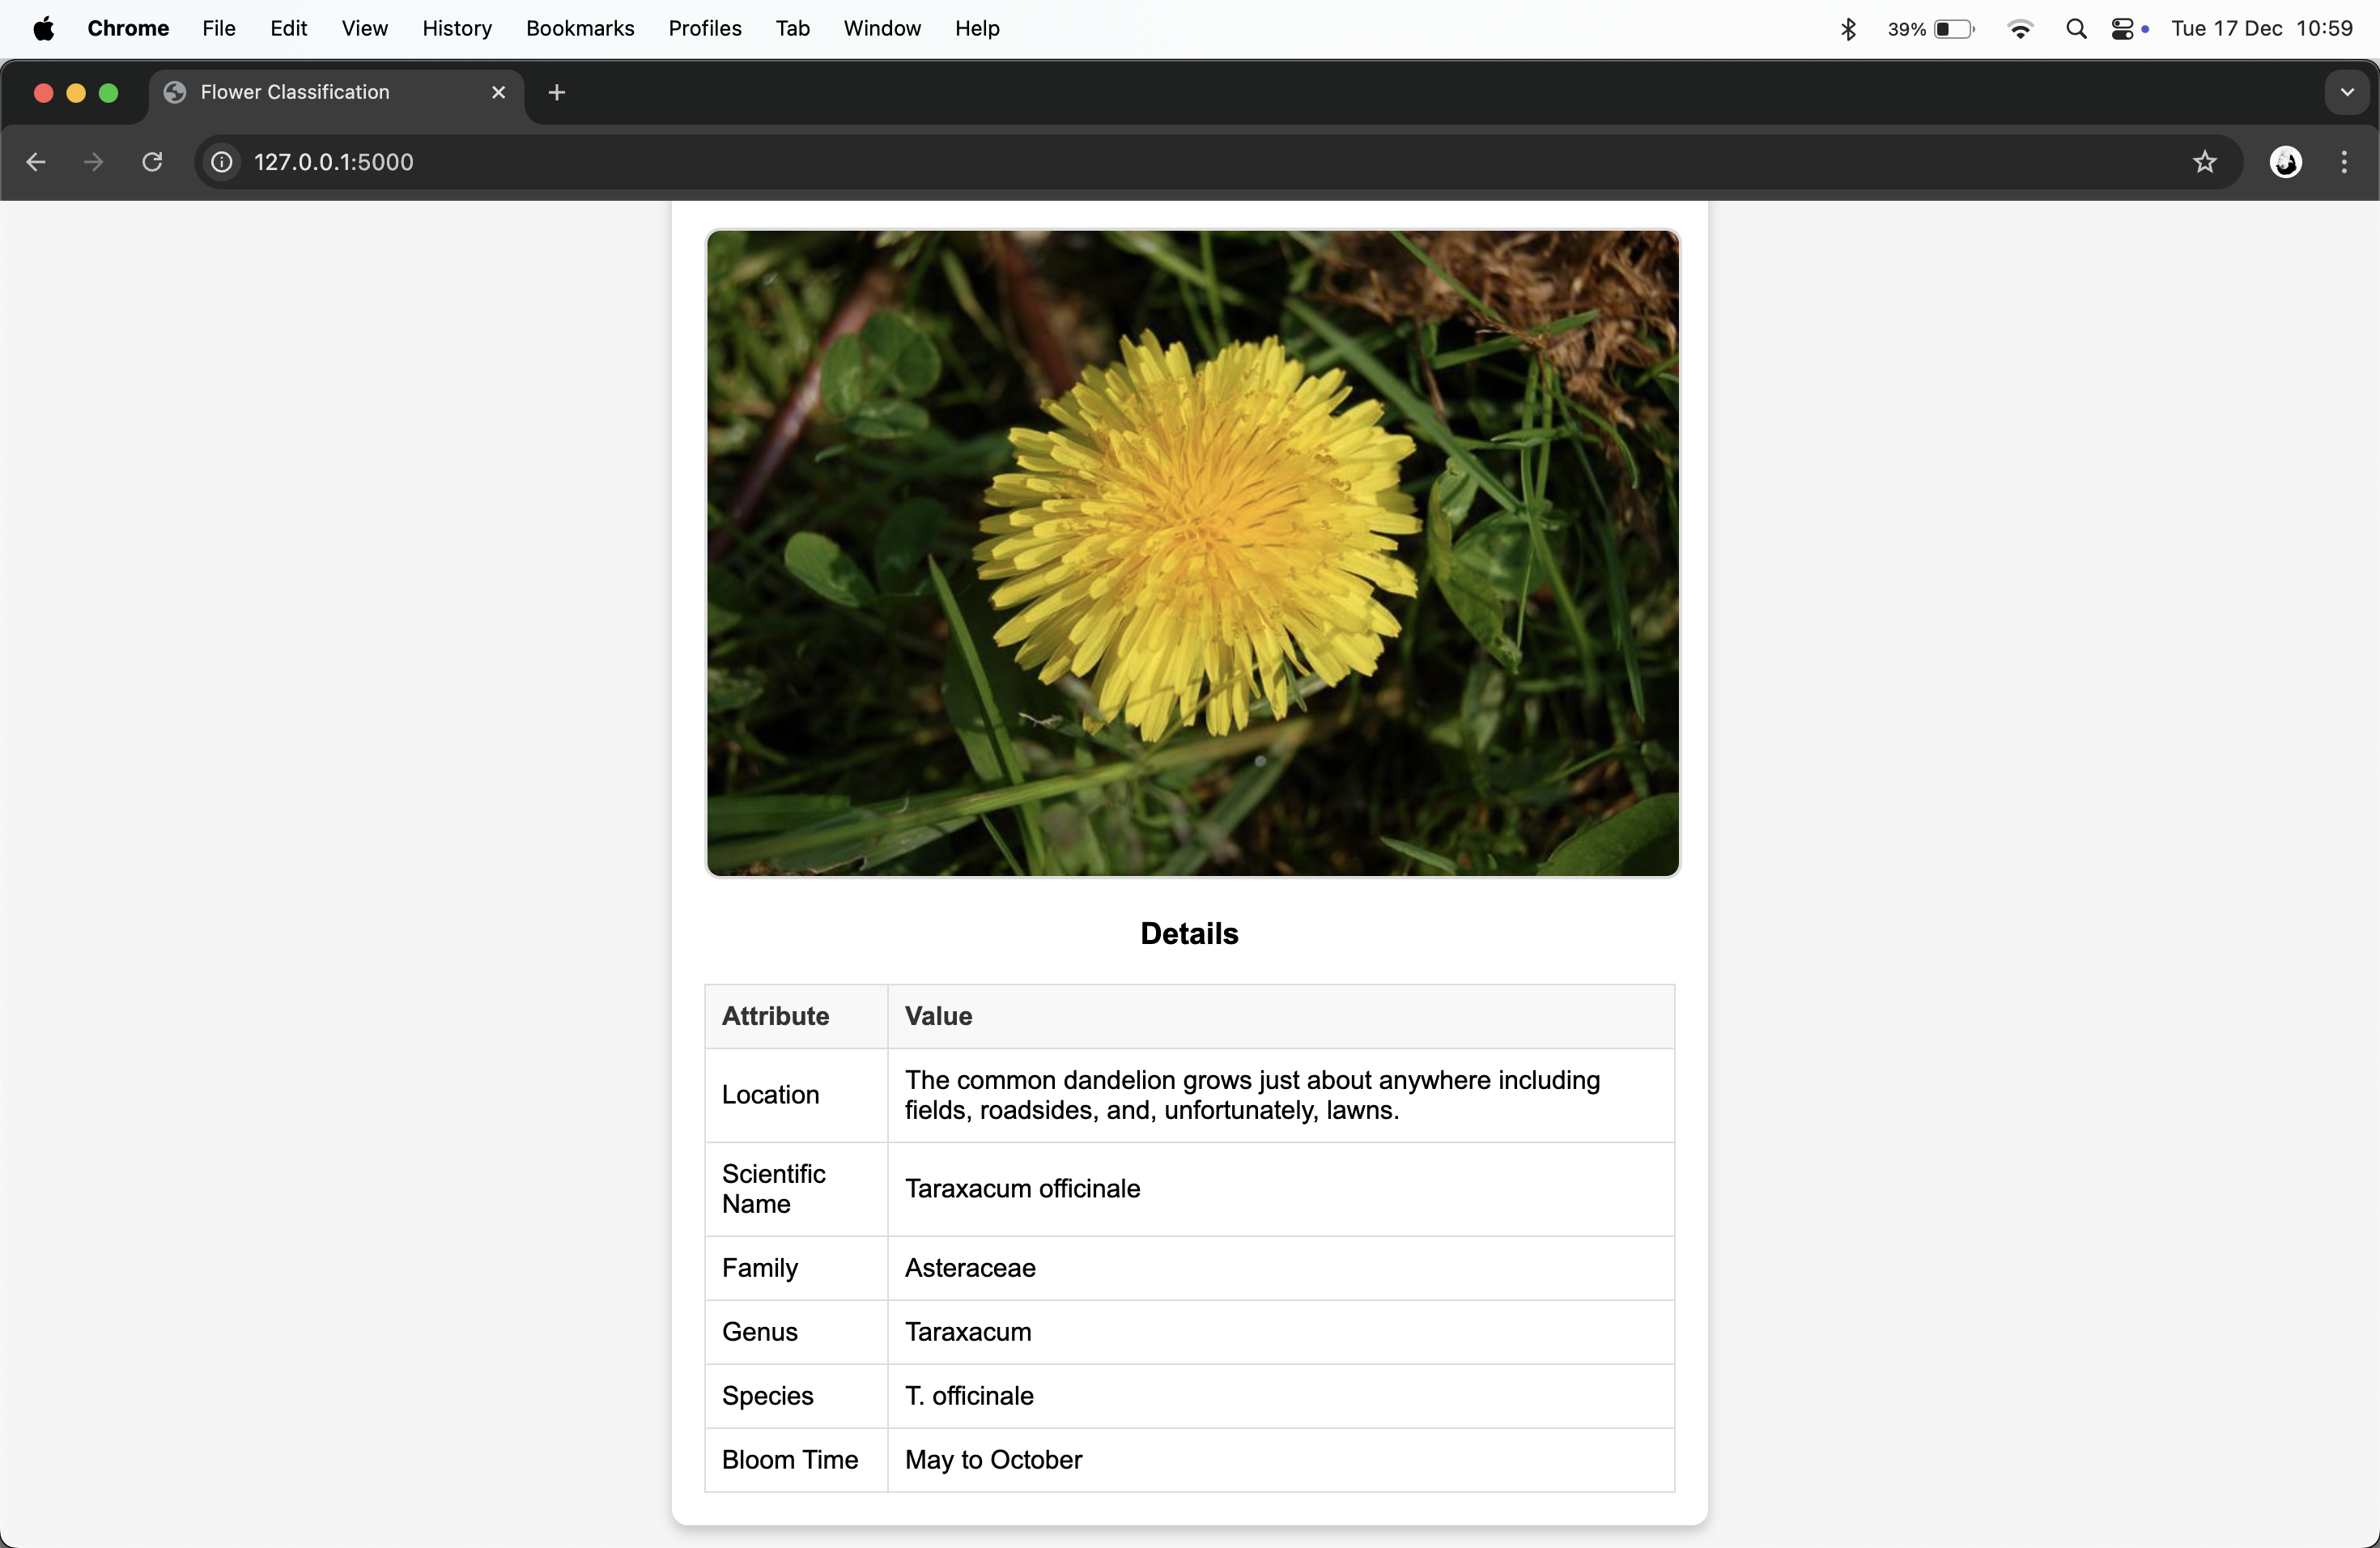 Chrome File Edit View History Bookmarks Profiles Tab Window Help 39% Tue 17 Dec 10:59
Flower Classification
127.0.0.1:5000
Details
Attribute Value
Location The common dandelion grows just about anywhere including
fields, roadsides, and, unfortunately, lawns.
Scientific
Name Taraxacum officinale
Family Asteraceae
Genus Taraxacum
Species T. officinale
Bloom Time May to October